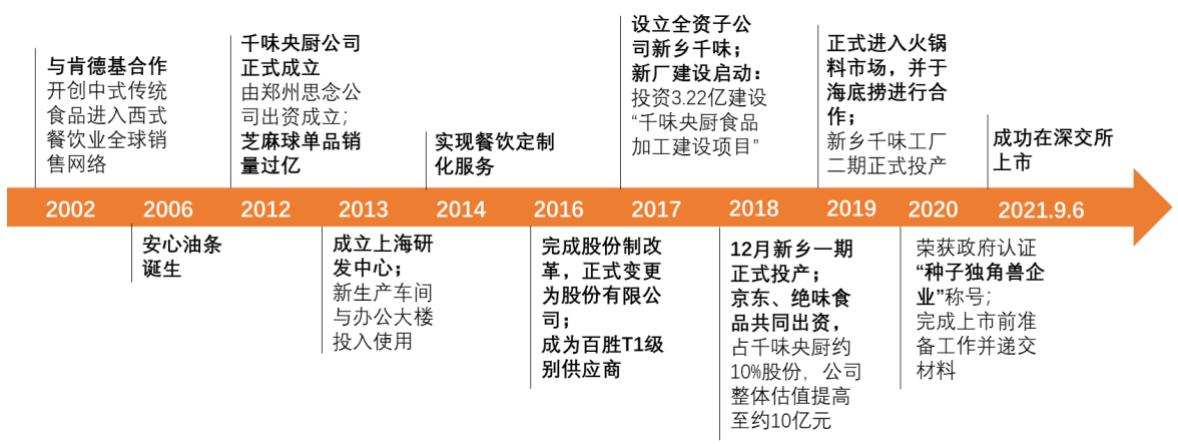 与肯德基合作
开创中式传统
食品进入西式
餐饮业全球销
售网络
千味央厨公司
正式成立
由郑州思念公
司出资成立；
芝麻球单品销
量过亿
实现餐饮定制
化服务
设立全资子公
司新乡千味；
新厂建设启动：
投资3.22亿建设
“千味央厨食品
加工建设项目”
正式进入火锅
料市场，并于
海底捞进行合
作；
新乡千味工厂
二期正式投产
成功在深交所
上市
2002 2006 2012 2013 2014 2016 2017 2018 2019 2020 2021.9.6
安心油条
诞生
成立上海研
发中心；
新生产车间
与办公大楼
投入使用
完成股份制改
革，正式变更
为股份有限公
司；
成为百胜T1级
别供应商
12月新乡一期
正式投产；
京东、绝味食
品共同出资，
占千味央厨约
10%股份，公司
整体估值提高
至约10亿元
荣获政府认证
“种子独角兽企
业”称号；
完成上市前准
备工作并递交
材料